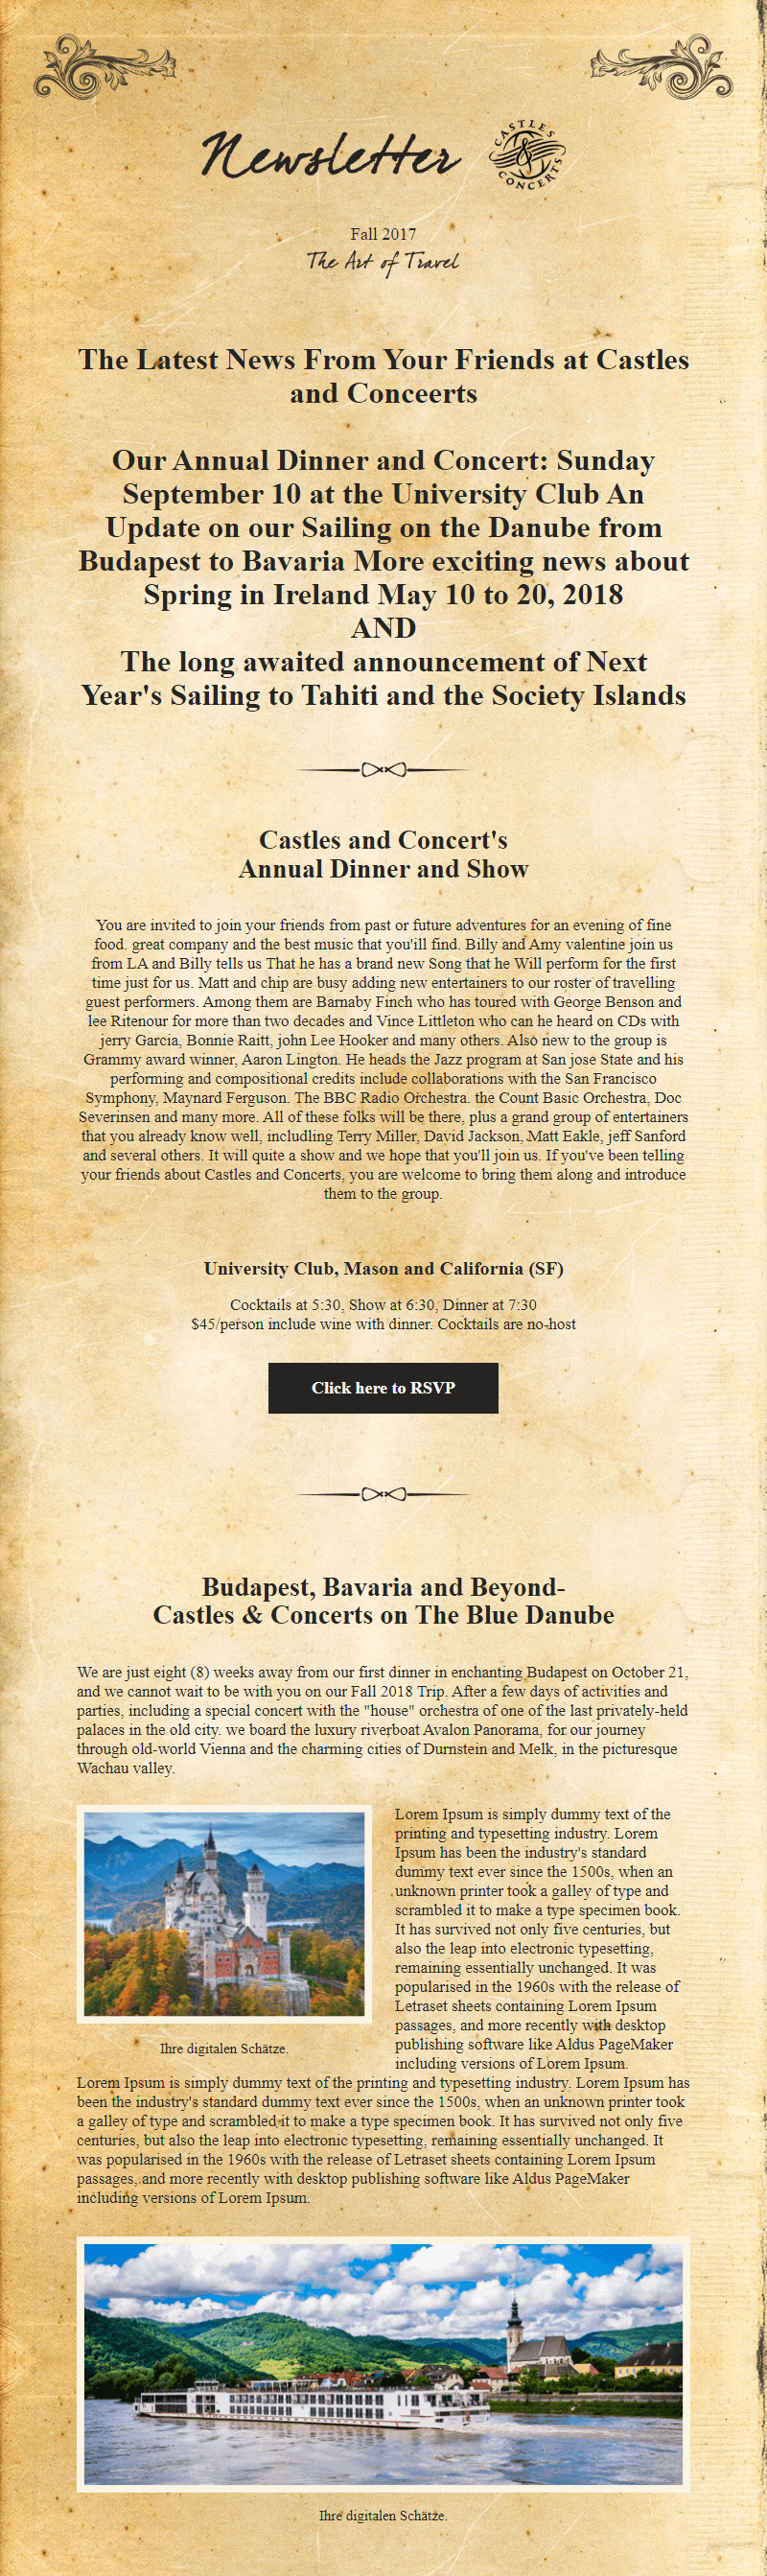 Newsletter
CASTLES & CONCERTS
Fall 2017
The Art of Travel
The Latest News From Your Friends at Castles
and Conceerts
Our Annual Dinner and Concert: Sunday
September 10 at the University Club An
Update on our Sailing on the Danube from
Budapest to Bavaria More exciting news about
Spring in Ireland May 10 to 20, 2018
AND
The long awaited announcement of Next
Year's Sailing to Tahiti and the Society Islands
Castles and Concert's
Annual Dinner and Show
You are invited to join your friends from past or future adventures for an evening of fine
food. great company and the best music that you'ill find. Billy and Amy valentine join us
from LA and Billy tells us That he has a brand new Song that he Will perform for the first
time just for us. Matt and chip are busy adding new entertainers to our roster of travelling
guest performers. Among them are Barnaby Finch who has toured with George Benson and
lee Ritenour for more than two decades and Vince Littleton who can he heard on CDs with
jerry Garcia, Bonnie Raitt, john Lee Hooker and many others. Also new to the group is
Grammy award winner, Aaron Lington. He heads the Jazz program at San jose State and his
performing and compositional credits include collaborations with the San Francisco
Symphony, Maynard Ferguson. The BBC Radio Orchestra. the Count Basic Orchestra, Doc
Severinsen and many more. All of these folks will be there, plus a grand group of entertainers
that you already know well, includling Terry Miller, David Jackson, Matt Eakle, jeff Sanford
and several others. It will quite a show and we hope that you'll join us. If you've been telling
your friends about Castles and Concerts, you are welcome to bring them along and introduce
them to the group.
University Club, Mason and California (SF)
Cocktails at 5:30, Show at 6:30, Dinner at 7:30
$45/person include wine with dinner. Cocktails are no-host
Click here to RSVP
Budapest, Bavaria and Beyond-
Castles & Concerts on The Blue Danube
We are just eight (8) weeks away from our first dinner in enchanting Budapest on October 21,
and we cannot wait to be with you on our Fall 2018 Trip. After a few days of activities and
parties, including a special concert with the "house" orchestra of one of the last privately-held
palaces in the old city. we board the luxury riverboat Avalon Panorama, for our journey
through old-world Vienna and the charming cities of Durnstein and Melk, in the picturesque
Wachau valley.
Lorem Ipsum is simply dummy text of the
printing and typesetting industry. Lorem
Ipsum has been the industry's standard
dummy text ever since the 1500s, when an
unknown printer took a galley of type and
scrambled it to make a type specimen book.
It has survived not only five centuries, but
also the leap into electronic typesetting,
remaining essentially unchanged. It was
popularised in the 1960s with the release of
Letraset sheets containing Lorem Ipsum
passages, and more recently with desktop
publishing software like Aldus PageMaker
including versions of Lorem Ipsum.
Ihre digitalen Schätze.
Lorem Ipsum is simply dummy text of the printing and typesetting industry. Lorem Ipsum has
been the industry's standard dummy text ever since the 1500s, when an unknown printer took
a galley of type and scrambled it to make a type specimen book. It has survived not only five
centuries, but also the leap into electronic typesetting, remaining essentially unchanged. It
was popularised in the 1960s with the release of Letraset sheets containing Lorem Ipsum
passages, and more recently with desktop publishing software like Aldus PageMaker
including versions of Lorem Ipsum.
Ihre digitalen Schätze.